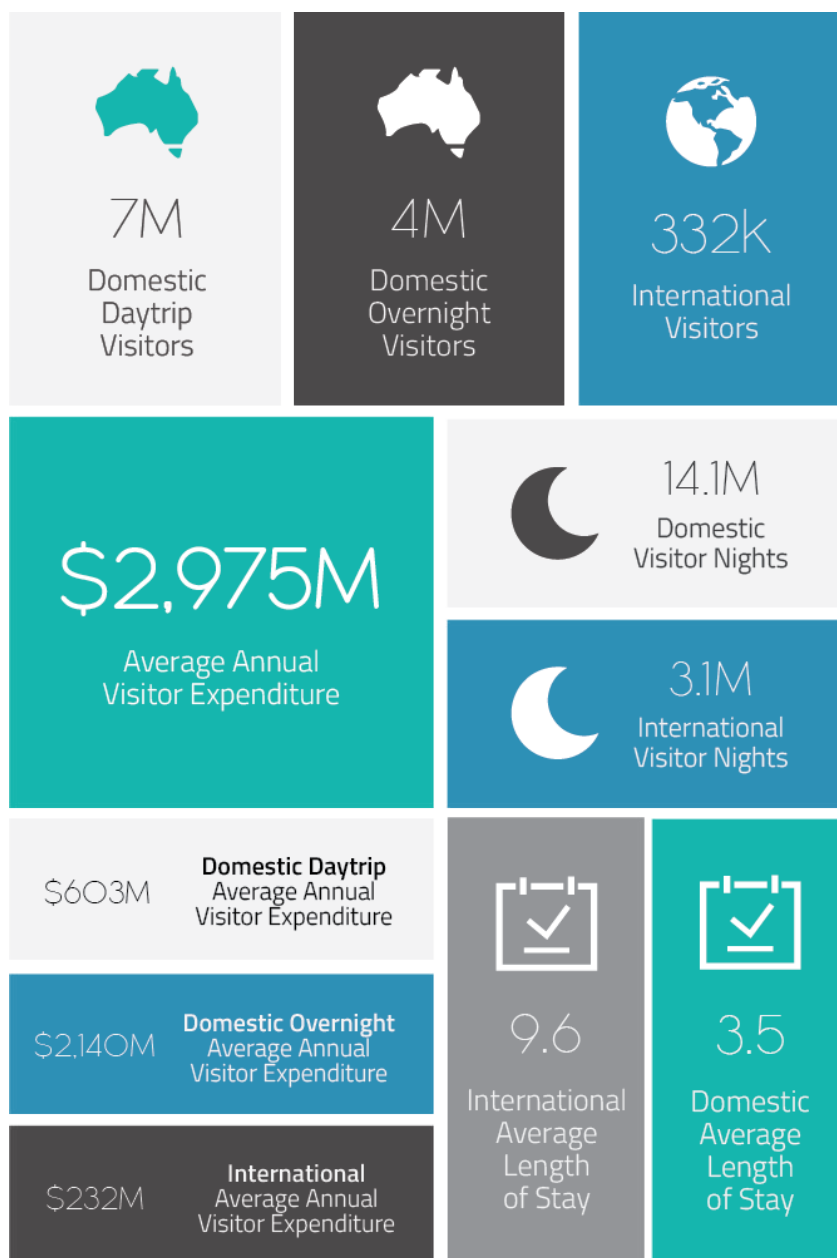 7M
Domestic
Daytrip
Visitors
4M
Domestic
Overnight
Visitors
332K
International
Visitors
$2,975M
Average Annual
Visitor Expenditure
14.1M
Domestic
Visitor Nights
3.1M
International
Visitor Nights
$603M
Domestic Daytrip
Average Annual
Visitor Expenditure
$2,140M
Domestic Overnight
Average Annual
Visitor Expenditure
$232M
International
Average Annual
Visitor Expenditure
9.6
International
Average
Length
of Stay
3.5
Domestic
Average
Length
of Stay